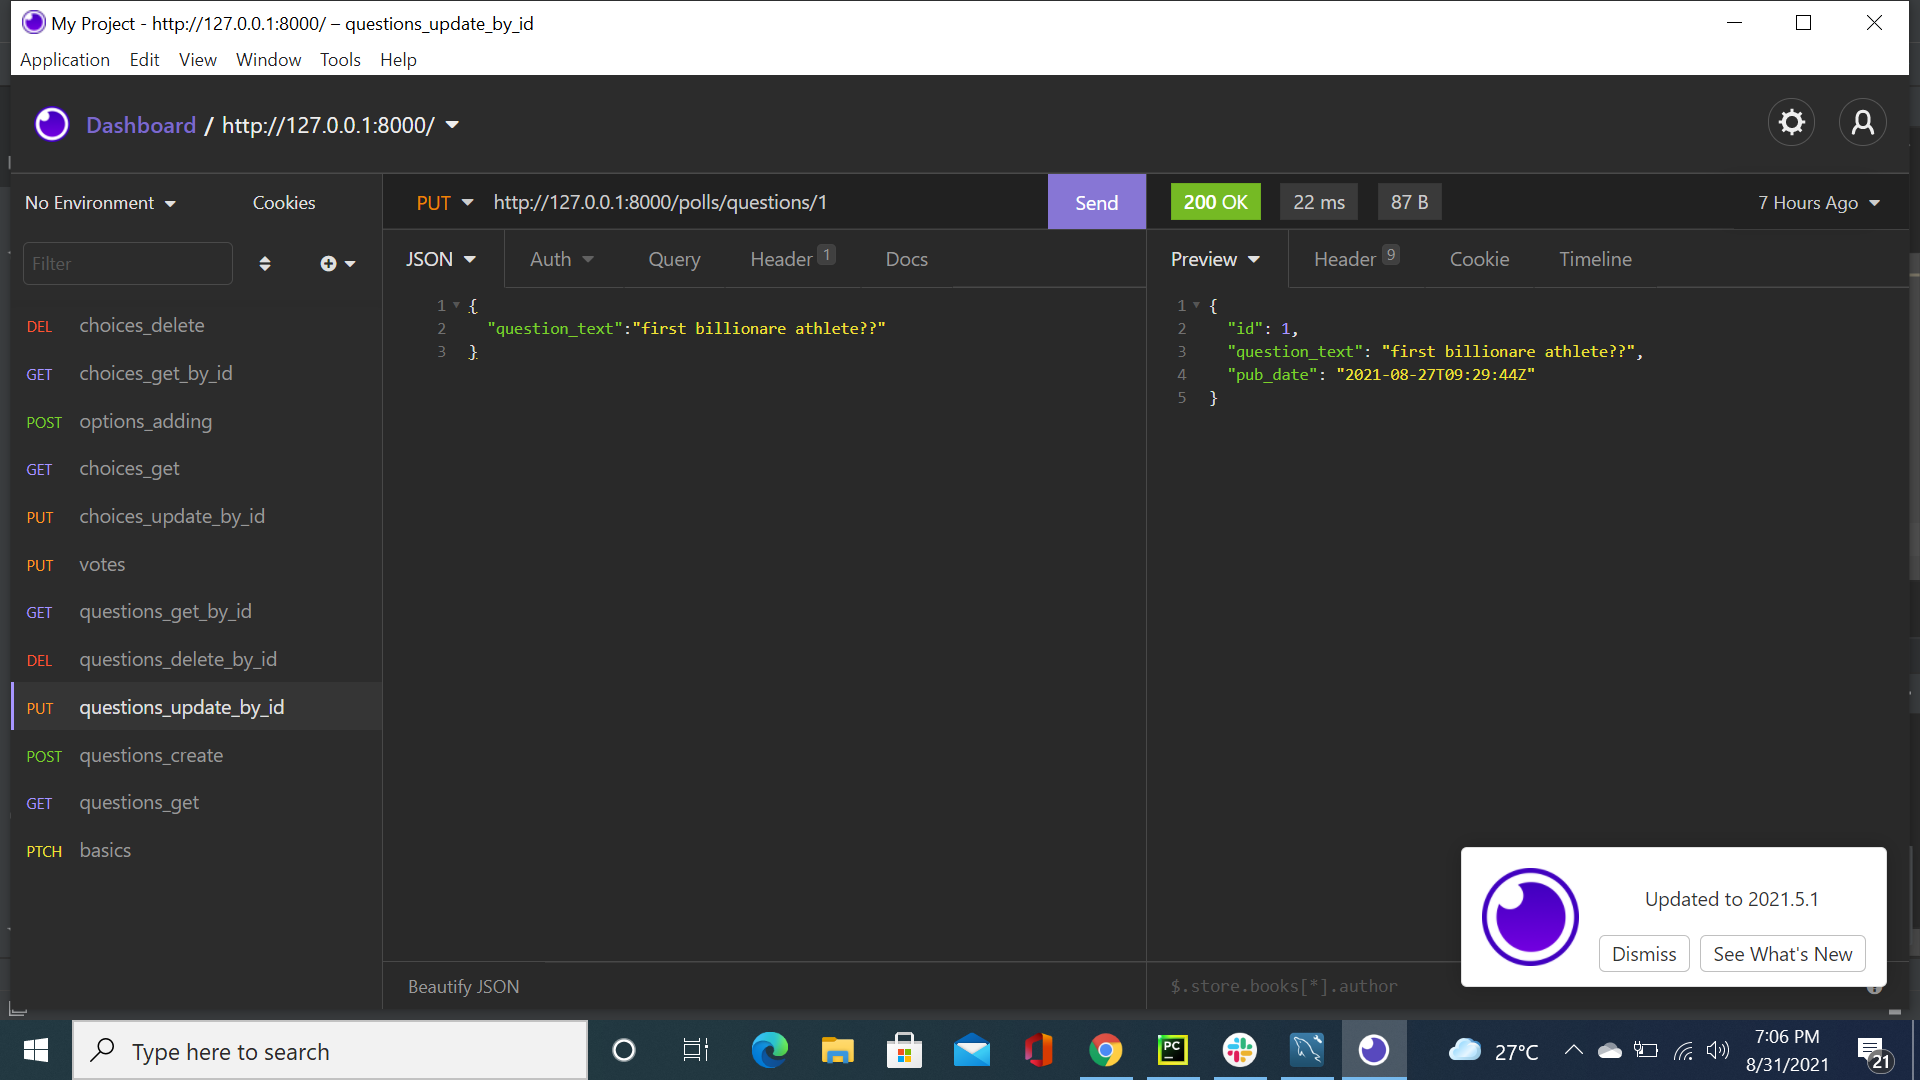 My Project - http://127.0.0.1:8000/ – questions_update_by_id
Application Edit View Window Tools Help
Dashboard / http://127.0.0.1:8000/
No Environment Cookies
PUT http://127.0.0.1:8000/polls/questions/1 Send
200 OK 22 ms 87 B 7 Hours Ago
Filter
JSON Auth Query Header 1 Docs
Preview Header 9 Cookie Timeline
DEL choices_delete
GET choices_get_by_id
POST options_adding
GET choices_get
PUT choices_update_by_id
PUT votes
GET questions_get_by_id
DEL questions_delete_by_id
PUT questions_update_by_id
POST questions_create
GET questions_get
PTCH basics
1 {
2 "question_text":"first billionare athlete??"
3 }
Beautify JSON
1 {
2 "id": 1,
3 "question_text": "first billionare athlete??",
4 "pub_date": "2021-08-27T09:29:44Z"
5 }
$.store.books[*].author
Updated to 2021.5.1
Dismiss See What's New
Type here to search
PC
27°C
7:06 PM
8/31/2021
21